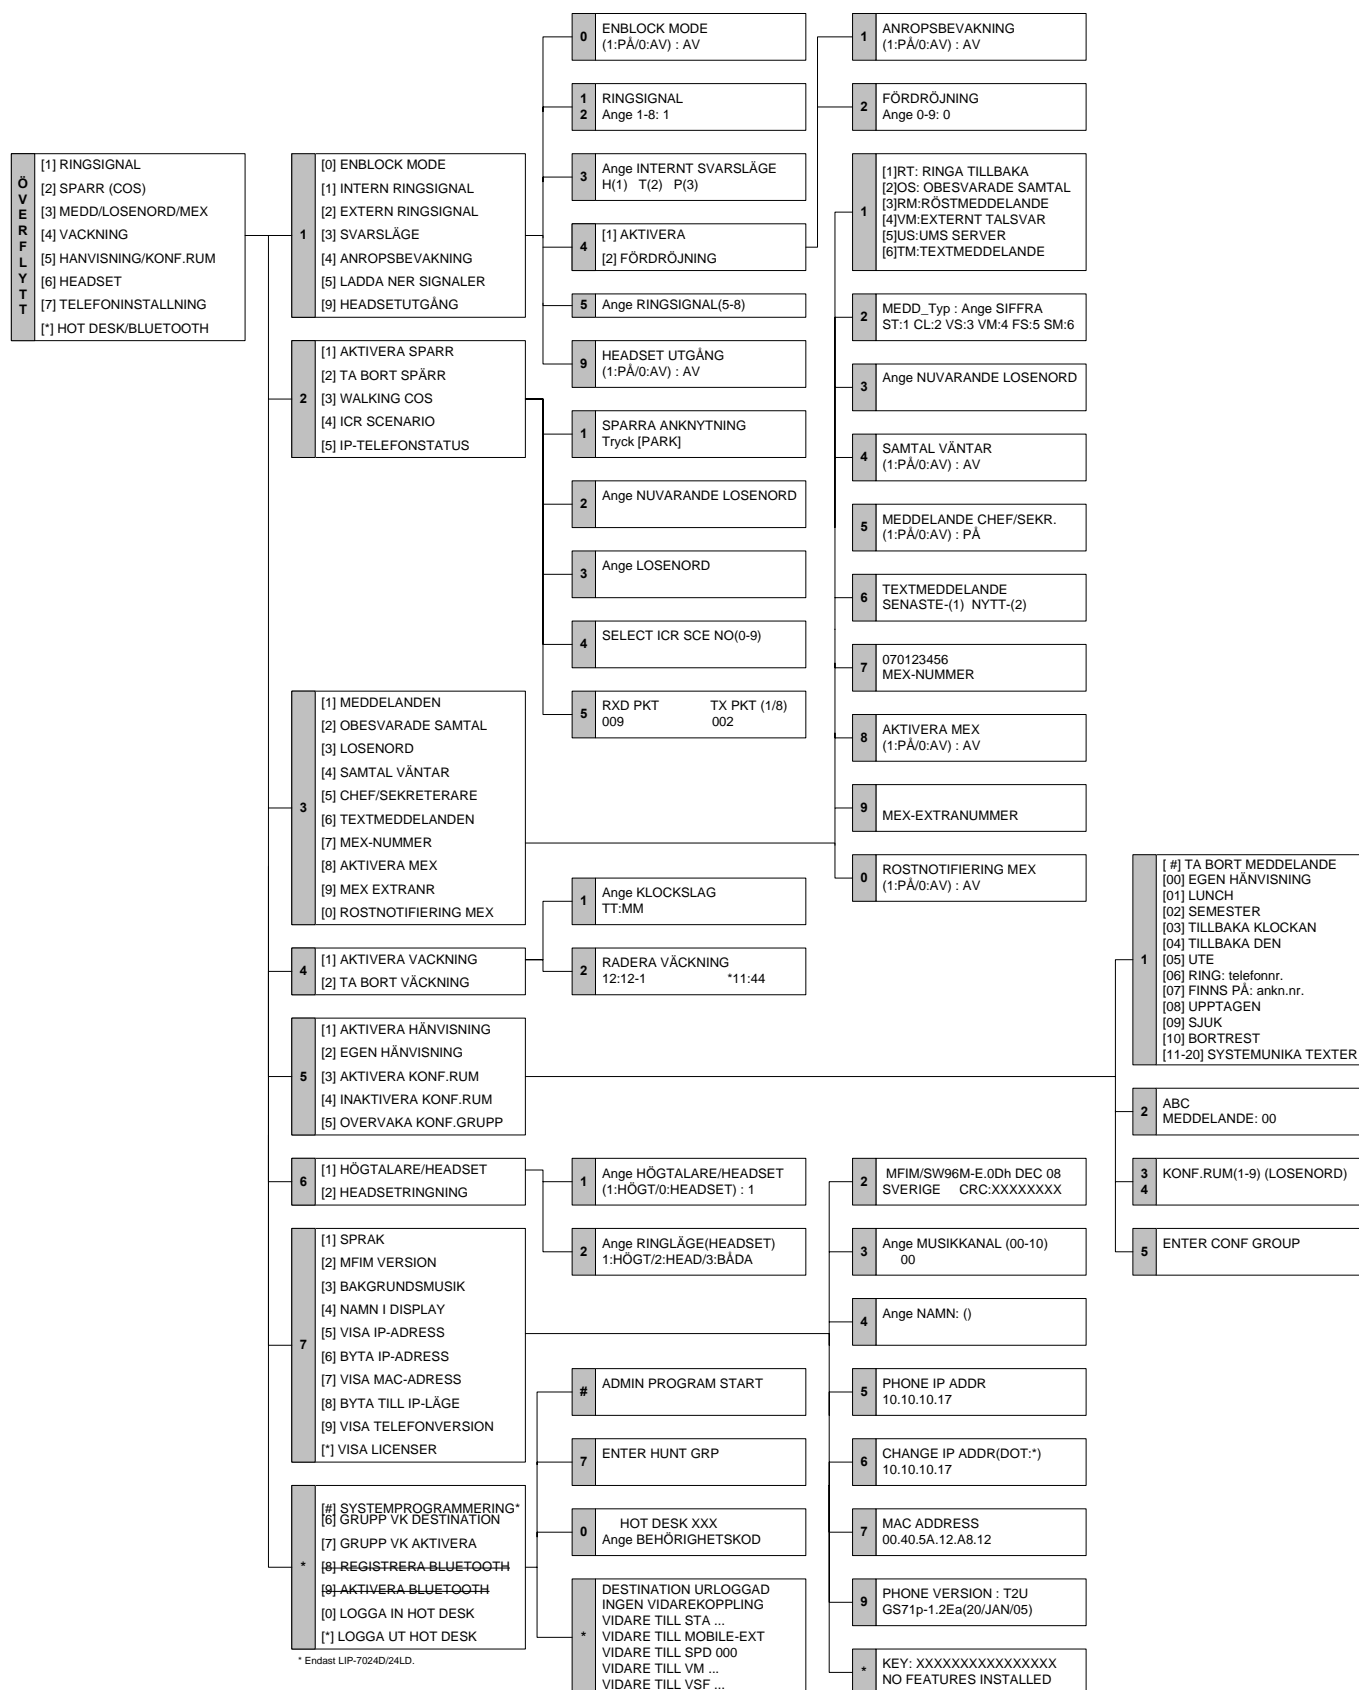 ÖVERFLYTT
[1] RINGSIGNAL
[2] SPARR (COS)
[3] MEDD/LOSENORD/MEX
[4] VACKNING
[5] HANVISNING/KONF.RUM
[6] HEADSET
[7] TELEFONINSTALLNING
[*] HOT DESK/BLUETOOTH
1
[0] ENBLOCK MODE
[1] INTERN RINGSIGNAL
[2] EXTERN RINGSIGNAL
[3] SVARSLÄGE
[4] ANROPSBEVAKNING
[5] LADDA NER SIGNALER
[9] HEADSETUTGÅNG
2
[1] AKTIVERA SPARR
[2] TA BORT SPÄRR
[3] WALKING COS
[4] ICR SCENARIO
[5] IP-TELEFONSTATUS
3
[1] MEDDELANDEN
[2] OBESVARADE SAMTAL
[3] LOSENORD
[4] SAMTAL VÄNTAR
[5] CHEF/SEKRETERARE
[6] TEXTMEDDELANDEN
[7] MEX-NUMMER
[8] AKTIVERA MEX
[9] MEX EXTRANR
[0] ROSTNOTIFIERING MEX
4
[1] AKTIVERA VACKNING
[2] TA BORT VÄCKNING
5
[1] AKTIVERA HÄNVISNING
[2] EGEN HÄNVISNING
[3] AKTIVERA KONF.RUM
[4] INAKTIVERA KONF.RUM
[5] OVERVAKA KONF.GRUPP
6
[1] HÖGTALARE/HEADSET
[2] HEADSETRINGNING
7
[1] SPRAK
[2] MFIM VERSION
[3] BAKGRUNDSMUSIK
[4] NAMN I DISPLAY
[5] VISA IP-ADRESS
[6] BYTA IP-ADRESS
[7] VISA MAC-ADRESS
[8] BYTA TILL IP-LÄGE
[9] VISA TELEFONVERSION
[*] VISA LICENSER
*
[#] SYSTEMPROGRAMMERING*
[6] GRUPP VK DESTINATION
[7] GRUPP VK AKTIVERA
[8] REGISTRERA BLUETOOTH
[9] AKTIVERA BLUETOOTH
[0] LOGGA IN HOT DESK
[*] LOGGA UT HOT DESK
* Endast LIP-7024D/24LD.
0
ENBLOCK MODE
(1:PÅ/0:AV) : AV
1
2
RINGSIGNAL
Ange 1-8: 1
3
Ange INTERNT SVARSLÄGE
H(1) T(2) P(3)
4
[1] AKTIVERA
[2] FÖRDRÖJNING
5
Ange RINGSIGNAL(5-8)
9
HEADSET UTGÅNG
(1:PÅ/0:AV) : AV
1
SPARRA ANKNYTNING
Tryck [PARK]
2
Ange NUVARANDE LOSENORD
3
Ange LOSENORD
4
SELECT ICR SCE NO(0-9)
5
RXD PKT TX PKT (1/8)
009 002
1
Ange KLOCKSLAG
TT:MM
2
RADERA VÄCKNING
12:12-1 *11:44
1
Ange HÖGTALARE/HEADSET
(1:HÖGT/0:HEADSET) : 1
2
Ange RINGLÄGE(HEADSET)
1:HÖGT/2:HEAD/3:BÅDA
#
ADMIN PROGRAM START
7
ENTER HUNT GRP
0
HOT DESK XXX
Ange BEHÖRIGHETSKOD
*
DESTINATION URLOGGAD
INGEN VIDAREKOPPLING
VIDARE TILL STA ...
VIDARE TILL MOBILE-EXT
VIDARE TILL SPD 000
VIDARE TILL VM ...
VIDARE TILL VSF ...
1
ANROPSBEVAKNING
(1:PÅ/0:AV) : AV
2
FÖRDRÖJNING
Ange 0-9: 0
1
[1]RT: RINGA TILLBAKA
[2]OS: OBESVARADE SAMTAL
[3]RM:RÖSTMEDDELANDE
[4]VM:EXTERNT TALSVAR
[5]US:UMS SERVER
[6]TM:TEXTMEDDELANDE
2
MEDD_Typ : Ange SIFFRA
ST:1 CL:2 VS:3 VM:4 FS:5 SM:6
3
Ange NUVARANDE LOSENORD
4
SAMTAL VÄNTAR
(1:PÅ/0:AV) : AV
5
MEDDELANDE CHEF/SEKR.
(1:PÅ/0:AV) : PÅ
6
TEXTMEDDELANDE
SENASTE-(1) NYTT-(2)
7
070123456
MEX-NUMMER
8
AKTIVERA MEX
(1:PÅ/0:AV) : AV
9
MEX-EXTRANUMMER
0
ROSTNOTIFIERING MEX
(1:PÅ/0:AV) : AV
2
MFIM/SW96M-E.0Dh DEC 08
SVERIGE CRC:XXXXXXXX
3
Ange MUSIKKANAL (00-10)
00
4
Ange NAMN: ()
5
PHONE IP ADDR
10.10.10.17
6
CHANGE IP ADDR(DOT:*)
10.10.10.17
7
MAC ADDRESS
00.40.5A.12.A8.12
9
PHONE VERSION : T2U
GS71p-1.2Ea(20/JAN/05)
*
KEY: XXXXXXXXXXXXXXXX
NO FEATURES INSTALLED
1
[ #] TA BORT MEDDELANDE
[00] EGEN HÄNVISNING
[01] LUNCH
[02] SEMESTER
[03] TILLBAKA KLOCKAN
[04] TILLBAKA DEN
[05] UTE
[06] RING: telefonnr.
[07] FINNS PÅ: ankn.nr.
[08] UPPTAGEN
[09] SJUK
[10] BORTREST
[11-20] SYSTEMUNIKA TEXTER
2
ABC
MEDDELANDE: 00
3
4
KONF.RUM(1-9) (LOSENORD)
5
ENTER CONF GROUP